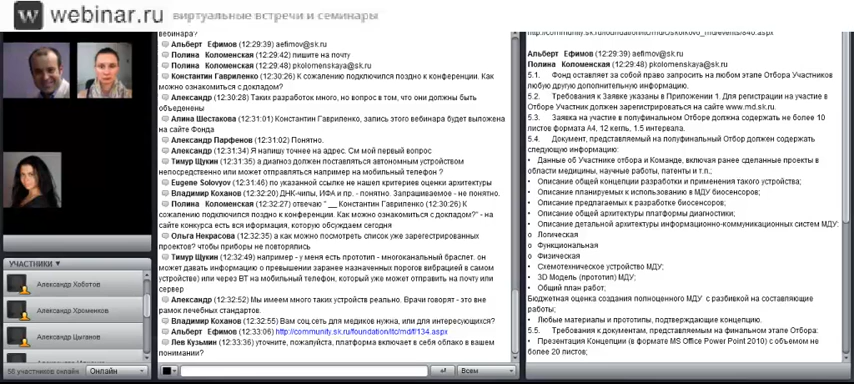 webinar.ru виртуальные встречи и семинары
вебинара?
Альберт Ефимов (12:29:39) aefimov@sk.ru
Полина Коломенская (12:29:42) пишите на почту
Полина Коломенская (12:29:48) pkolomenskaya@sk.ru
Константин Гавриленко (12:30:26) К сожалению подключился поздно к конференции. Как
можно ознакомиться с докладом?
Александр (12:30:28) Таких разработок много, но вопрос в том, что они должны быть
объеденены
Алина Шестакова (12:31:01) Константин Гавриленко, запись этого вебинара будет выложена
на сайте Фонда
Александр Парфенов (12:31:02) Понятно.
Александр (12:31:34) Я напишу точнее на адрес. См мой первый вопрос
Тимур Щукин (12:31:35) а диагноз должен поставляться автономным устройством
непосредственно или может отправляться например на мобильный телефон ?
Eugene Solovyov (12:31:46) по указанной ссылке не нашел критериев оценки архитектуры
Владимир Коханов (12:32:20) ДНК-чипы, ИФА и пр. - понятно. Запрашиваемое - не понятно.
Полина Коломенская (12:32:27) отвечаю " __ Константин Гавриленко (12:30:26) К
сожалению подключился поздно к конференции. Как можно ознакомиться с докладом?" - на
сайте конкурса есть вся иформация, которую обсуждаем сегодня
Ольга Некрасова (12:32:35) а как можно посмотреть список уже зарегестрированных
проектов? чтобы приборы не повторялись
Тимур Щукин (12:32:49) например - у меня есть прототип - многоканальный браслет. он
может давать информацию о превышении заранее назначенных порогов вибрацией в самом
устройстве) или через BT на мобильный телефон, который уже может отправить на почту или
сервер
Александр (12:32:52) Мы имеем много таких устройств реально. Врачи говорят - это вне
рамок лечебных стандартов.
Владимир Коханов (12:32:55) Вам соц.сеть для медиков нужна, или для интересующихся?
Альберт Ефимов (12:33:06) http://community.sk.ru/foundation/itc/md/f/134.aspx
Лев Кузьмин (12:33:36) уточните, пожалуйста, платформа включает в себя облако в вашем
понимании?
Всем
УЧАСТНИКИ
Александр Хоботов
Александр Хроменков
Александр Цыганов
участников онлайн Онлайн
Альберт Ефимов (12:29:39) aefimov@sk.ru
Полина Коломенская (12:29:48) pkolomenskaya@sk.ru
5.1. Фонд оставляет за собой право запросить на любом этапе Отбора Участников
любую другую дополнительную информацию.
5.2. Требования к Заявке указаны в Приложении 1. Для регистрации на участие в
Отборе Участник должен зарегистрироваться на сайте www.md.sk.ru.
5.3. Заявка на участие в полуфинальном Отборе должна содержать не более 10
листов формата А4, 12 кегль, 1.5 интервала.
5.4. Документ, представляемый на полуфинальный Отбор должен содержать
следующую информацию:
• Данные об Участнике отбора и Команде, включая ранее сделанные проекты в
области медицины, научные работы, патенты и т.п.;
• Описание общей концепции разработки и применения такого устройства;
• Описание планируемых к использованию в МДУ биосенсоров;
• Описание предлагаемых к разработке биосенсоров;
• Описание общей архитектуры платформы диагностики;
• Описание детальной архитектуры информационно-коммуникационных систем МДУ:
o Логическая
o Функциональная
o Физическая
• Схемотехническое устройство МДУ;
• 3D Модель (прототип) МДУ;
• Общий план работ;
Бюджетная оценка создания полноценного МДУ с разбивкой на составляющие
работы;
• Любые материалы и прототипы, подтверждающие концепцию.
5.5. Требования к документам, представляемым на финальном этапе Отбора:
• Презентация Концепции (в формате MS Office Power Point 2010) с объемом не
более 20 листов;